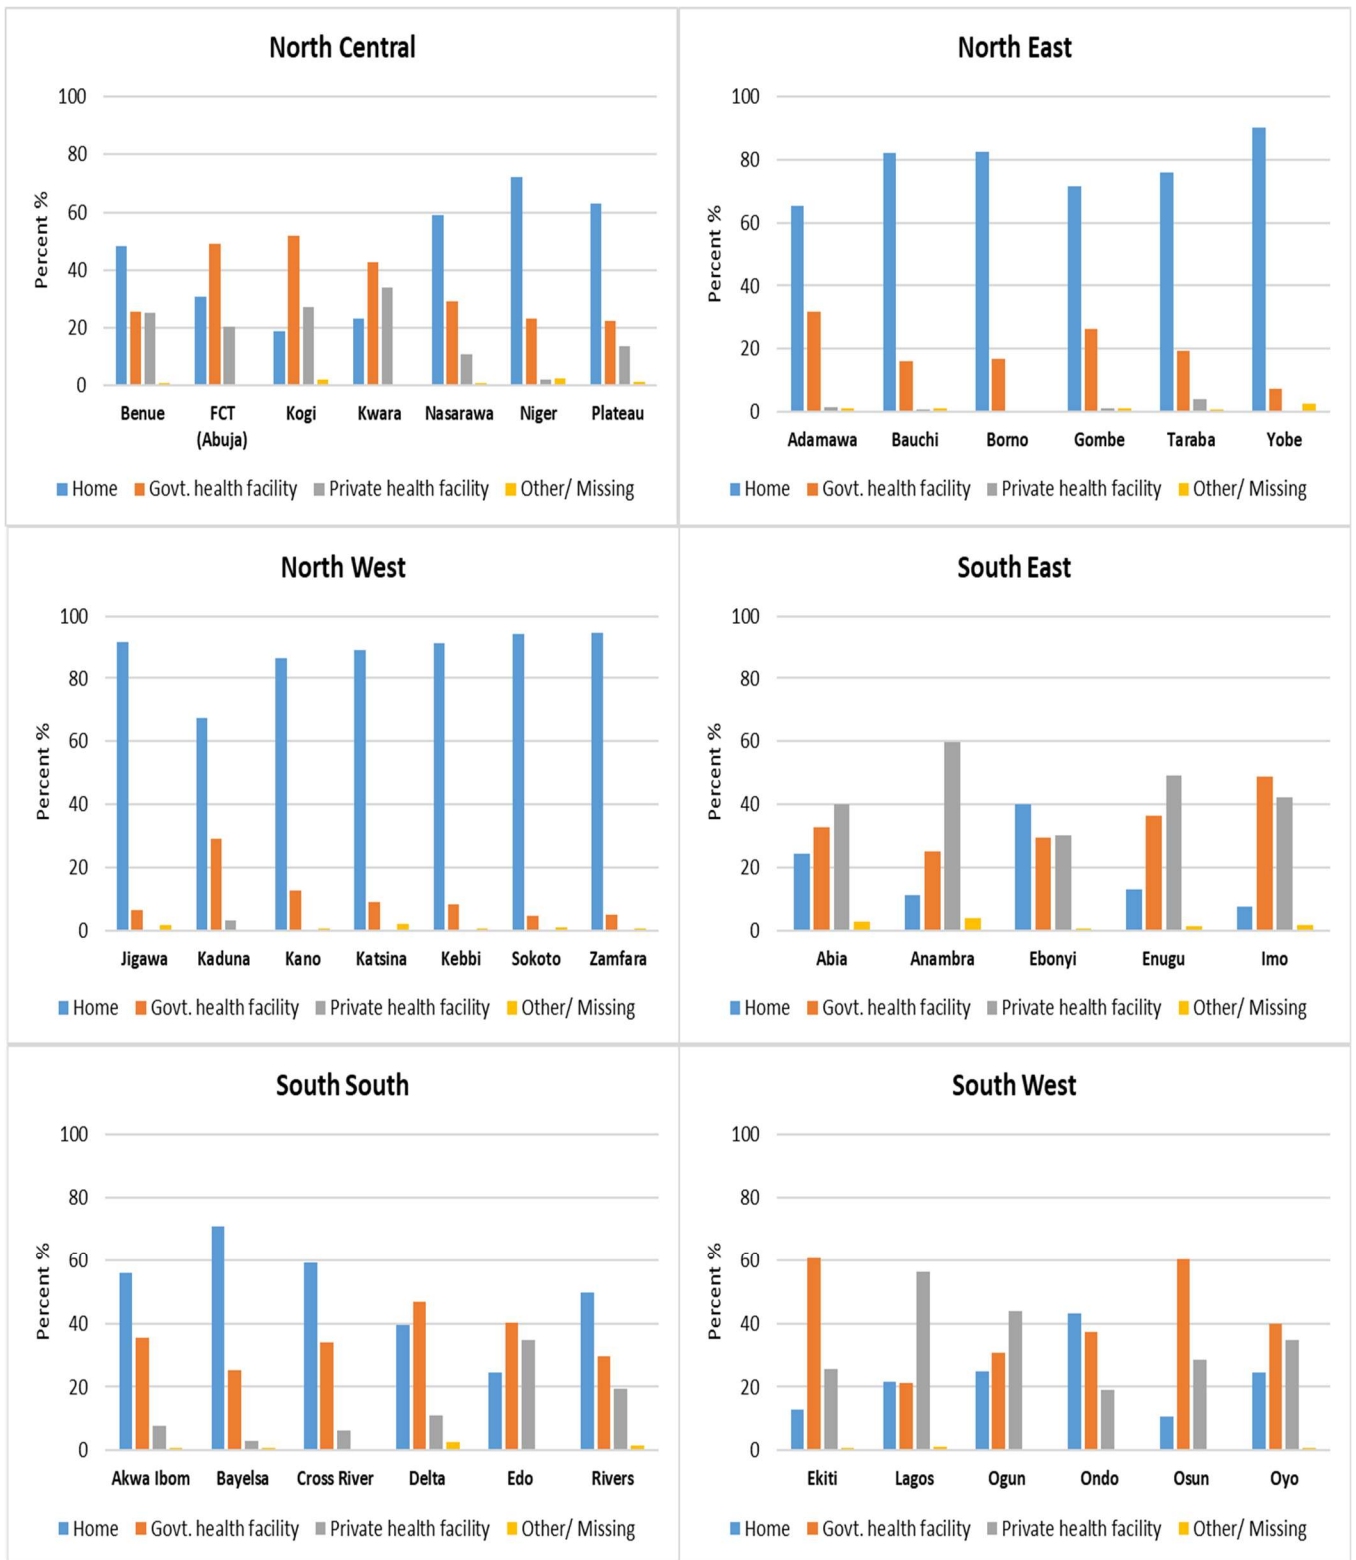 North Central
Percent %
100
80
60
40
20
0
Benue FCT (Abuja) Kogi Kwara Nasarawa Niger Plateau
Home Govt. health facility Private health facility Other/ Missing
North East
Percent %
100
80
60
40
20
0
Adamawa Bauchi Borno Gombe Taraba Yobe
Home Govt. health facility Private health facility Other/ Missing
North West
Percent %
100
80
60
40
20
0
Jigawa Kaduna Kano Katsina Kebbi Sokoto Zamfara
Home Govt. health facility Private health facility Other/ Missing
South East
Percent %
100
80
60
40
20
0
Abia Anambra Ebonyi Enugu Imo
Home Govt. health facility Private health facility Other/ Missing
South South
Percent %
100
80
60
40
20
0
Akwa Ibom Bayelsa Cross River Delta Edo Rivers
Home Govt. health facility Private health facility Other/ Missing
South West
Percent %
100
80
60
40
20
0
Ekiti Lagos Ogun Ondo Osun Oyo
Home Govt. health facility Private health facility Other/ Missing